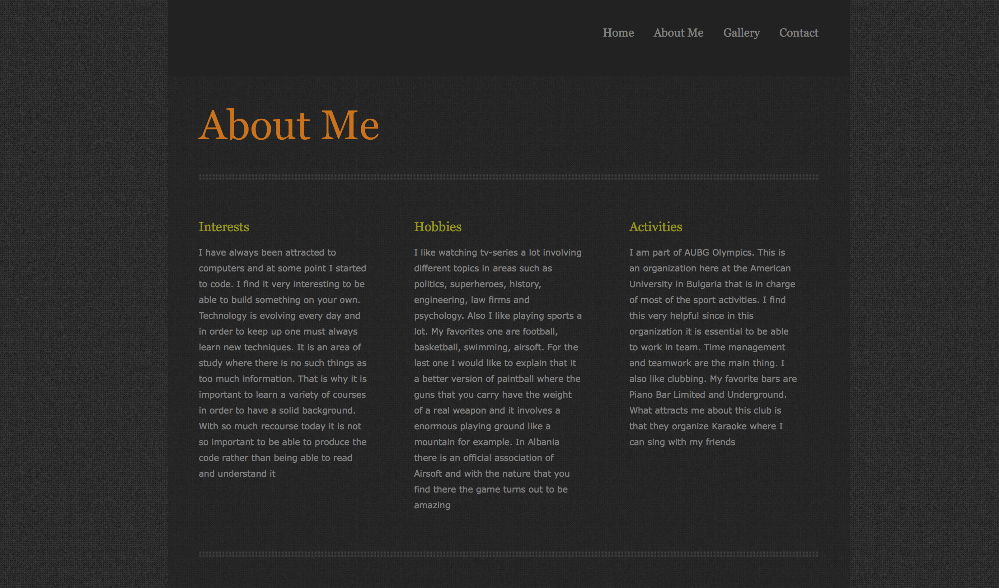 Home About Me Gallery Contact
About Me
Interests
I have always been attracted to
computers and at some point I started
to code. I find it very interesting to be
able to build something on your own.
Technology is evolving every day and
in order to keep up one must always
learn new techniques. It is an area of
study where there is no such things as
too much information. That is why it is
important to learn a variety of courses
in order to have a solid background.
With so much recourse today it is not
so important to be able to produce the
code rather than being able to read
and understand it
Hobbies
I like watching tv-series a lot involving
different topics in areas such as
politics, superheroes, history,
engineering, law firms and
psychology. Also I like playing sports a
lot. My favorites one are football,
basketball, swimming, airsoft. For the
last one I would like to explain that it
a better version of paintball where the
guns that you carry have the weight
of a real weapon and it involves a
enormous playing ground like a
mountain for example. In Albania
there is an official association of
Airsoft and with the nature that you
find there the game turns out to be
amazing
Activities
I am part of AUBG Olympics. This is
an organization here at the American
University in Bulgaria that is in charge
of most of the sport activities. I find
this very helpful since in this
organization it is essential to be able
to work in team. Time management
and teamwork are the main thing. I
also like clubbing. My favorite bars are
Piano Bar Limited and Underground.
What attracts me about this club is
that they organize Karaoke where I
can sing with my friends